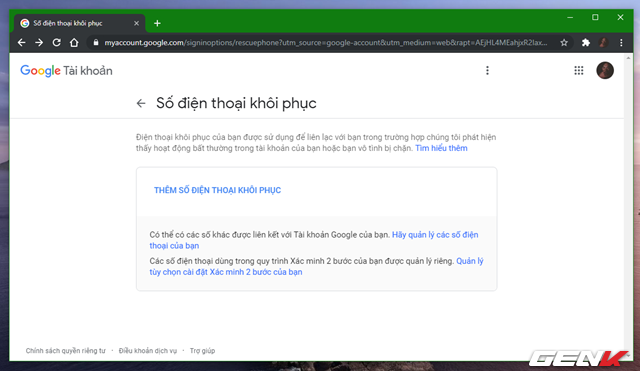 Số điện thoại khôi phục
myaccount.google.com/signinoptions/rescuephone?utm_source=google-account&utm_medium=web&rapt=AEjHL4MEahjxR2Iax...
Google Tài khoản
Số điện thoại khôi phục
Điện thoại khôi phục của bạn được sử dụng để liên lạc với bạn trong trường hợp chúng tôi phát hiện
thấy hoạt động bất thường trong tài khoản của bạn hoặc bạn vô tình bị chặn. Tìm hiểu thêm
THÊM SỐ ĐIỆN THOẠI KHÔI PHỤC
Có thể có các số khác được liên kết với Tài khoản Google của bạn. Hãy quản lý các số điện
thoại của bạn
Các số điện thoại dùng trong quy trình Xác minh 2 bước của bạn được quản lý riêng. Quản lý
tùy chọn cài đặt Xác minh 2 bước của bạn
Chính sách quyền riêng tư · Điều khoản dịch vụ · Trợ giúp
GENK